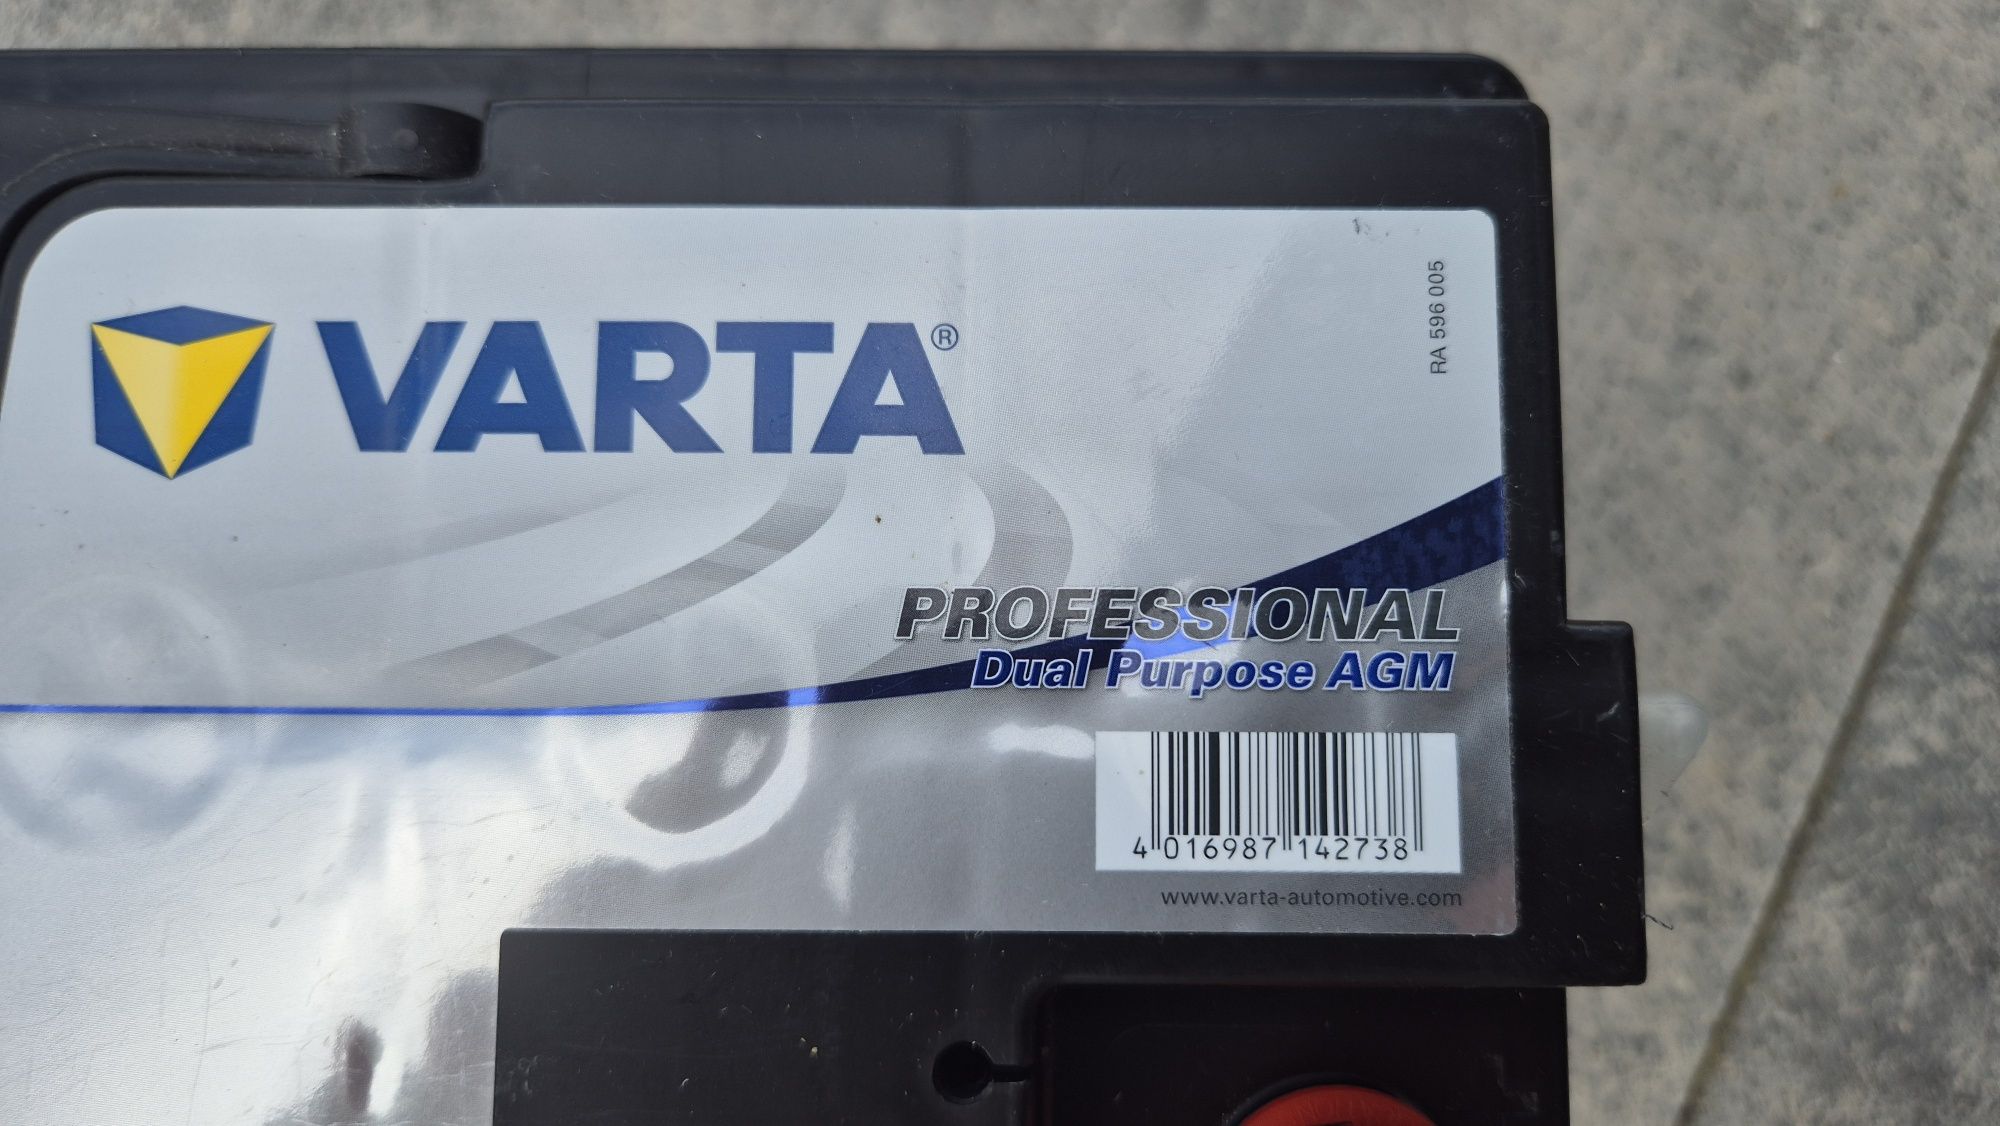 VARTA®
RA 596 005
PROFESSIONAL
Dual Purpose AGM
4 016987 142738
www.varta-automotive.com